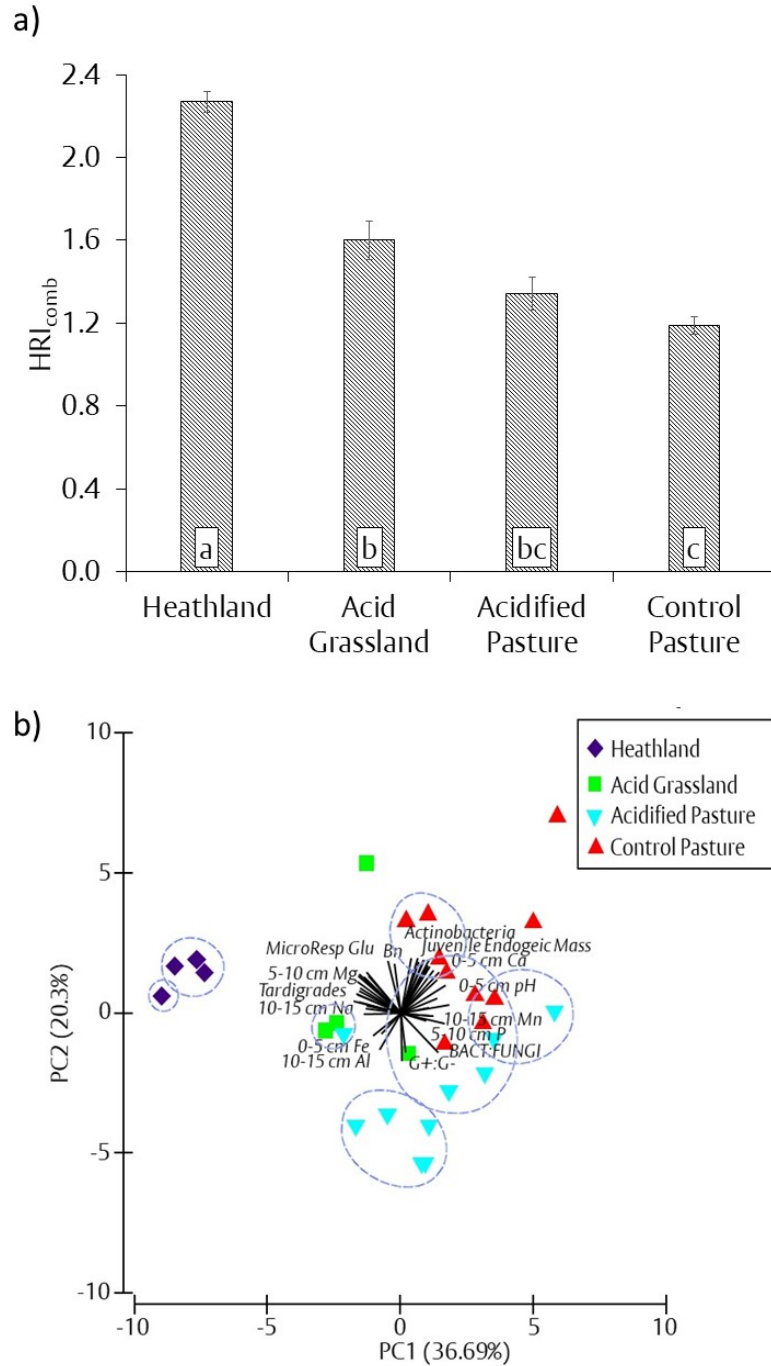 a)
2.4
2.0
1.6
1.2
0.8
0.4
0.0
HRIcomb
a
b
bc
c
Heathland
Acid
Grassland
Acidified
Pasture
Control
Pasture
b)
10
5
0
-5
-10
PC2 (20.3%)
Heathland
Acid Grassland
Acidified Pasture
Control Pasture
Actinobacteria
MicroResp Glu
Bn
Juvenile Endogeic Mass
0-5 cm Ca
5-10 cm Mg
0-5 cm pH
Tardigrades
10-15 cm Na
10-15 cm Mn
5-10 cm P
0-5 cm Fe
BACT:FUNGI
10-15 cm Al
G+:G-
-10
-5
0
5
10
PC1 (36.69%)